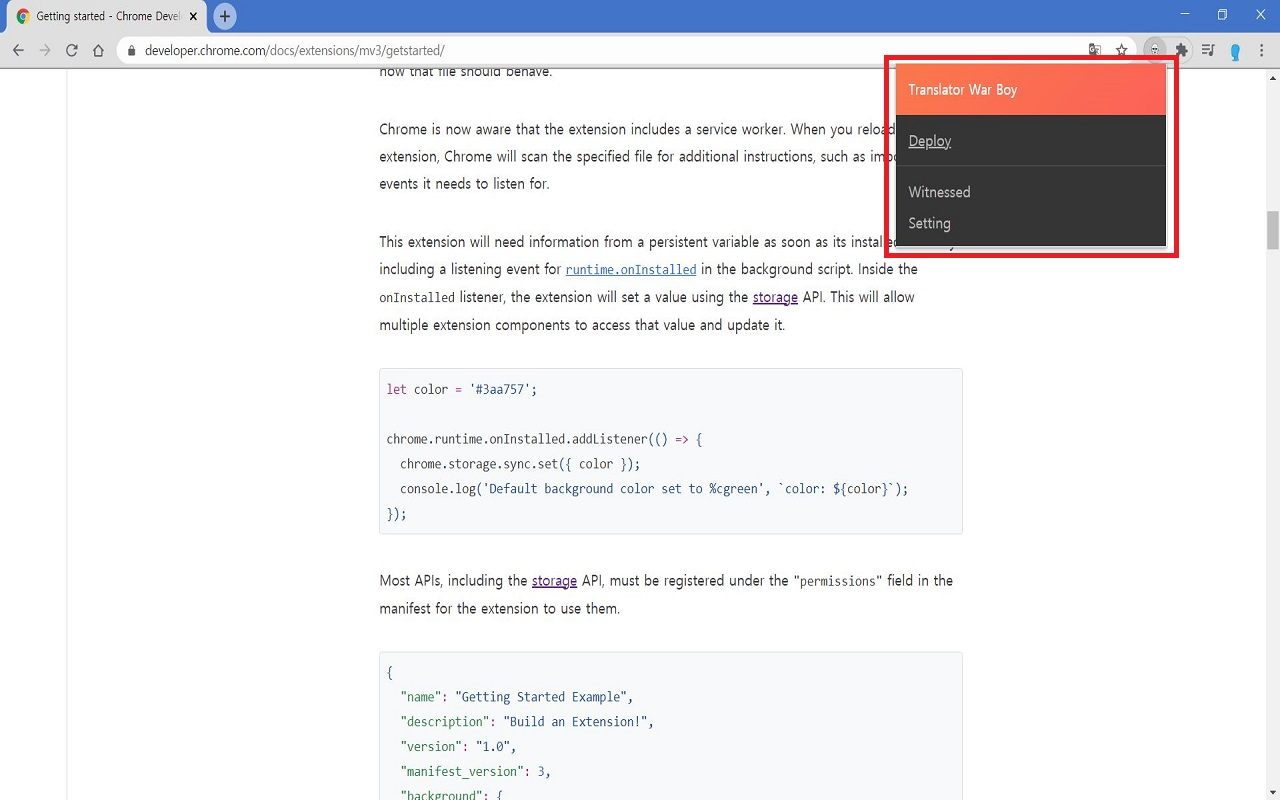 Getting started - Chrome Devel
developer.chrome.com/docs/extensions/mv3/getstarted/
Translator War Boy
Deploy
Witnessed
Setting
how that file should behave.
Chrome is now aware that the extension includes a service worker. When you reload
extension, Chrome will scan the specified file for additional instructions, such as
events it needs to listen for.
This extension will need information from a persistent variable as soon as its
including a listening event for runtime.onInstalled in the background script. Inside the
onInstalled listener, the extension will set a value using the storage API. This will allow
multiple extension components to access that value and update it.
let color = '#3aa757';
chrome.runtime.onInstalled.addListener(() => {
chrome.storage.sync.set({ color });
console.log('Default background color set to %cgreen', `color: ${color}`);
});
Most APIs, including the storage API, must be registered under the "permissions" field in the
manifest for the extension to use them.
{
"name": "Getting Started Example",
"description": "Build an Extension!",
"version": "1.0",
"manifest_version": 3,
"background": {